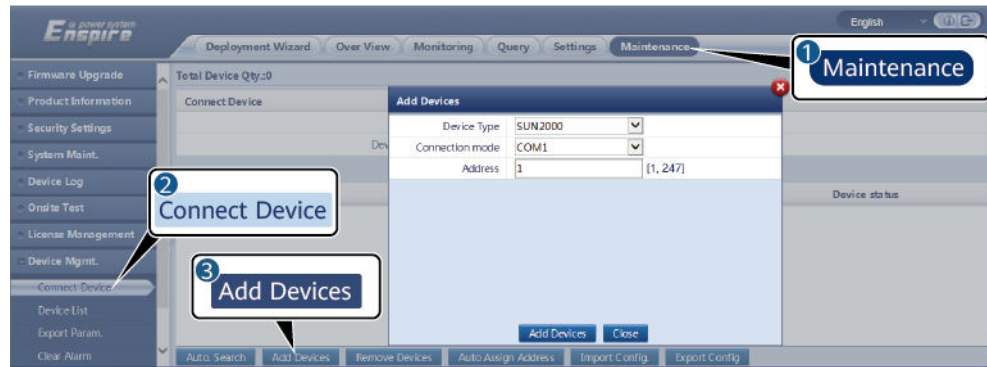 Enspire
power system
English
Deployment Wizard
Over View
Monitoring
Query
Settings
Maintenance
1
Maintenance
Firmware Upgrade
Product Information
Security Settings
System Maint.
Device Log
Onsite Test
License Management
Device Mgmt.
Connect Device
Device List
Export Param.
Clear Alarm
Total Device Qty.:0
Connect Device
Dev
Device status
2
Connect Device
3
Add Devices
Add Devices
Device Type SUN2000
Connection mode COM1
Address 1 [1, 247]
Add Devices Close
Auto. Search Add Devices Remove Devices Auto Assign Address Import Config. Export Config